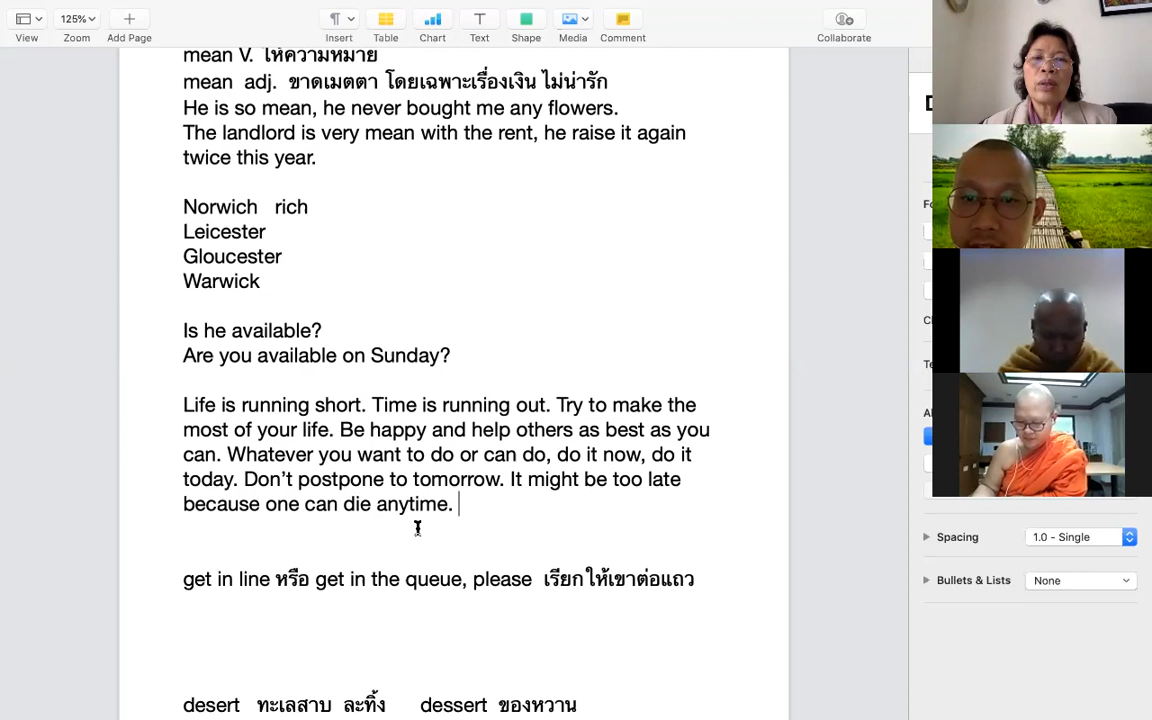 125%
View
Zoom
Add Page
Insert
Table
Chart
Text
Shape
Media
Comment
Collaborate
mean V. ให้ความหมาย
mean adj. ขาดเมตตา โดยเฉพาะเรื่องเงิน ไม่น่ารัก
He is so mean, he never bought me any flowers.
The landlord is very mean with the rent, he raise it again
twice this year.
Norwich rich
Leicester
Gloucester
Warwick
Is he available?
Are you available on Sunday?
Life is running short. Time is running out. Try to make the
most of your life. Be happy and help others as best as you
can. Whatever you want to do or can do, do it now, do it
today. Don’t postpone to tomorrow. It might be too late
because one can die anytime.
get in line หรือ get in the queue, please เรียกให้เขาต่อแถว
desert ทะเลสาบ ละทิ้ง dessert ของหวาน
Spacing
1.0 - Single
Bullets & Lists
None